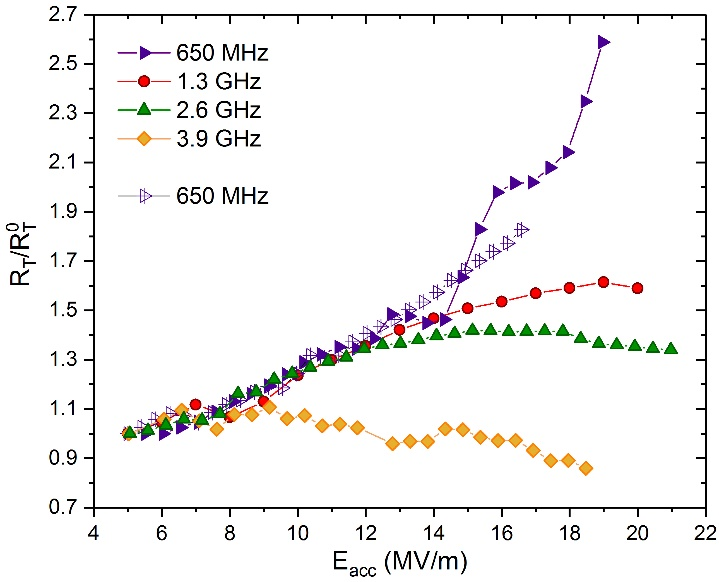 2.7
2.5
2.3
2.1
1.9
1.7
1.5
1.3
1.1
0.9
0.7
R_T/R_T^0
650 MHz
1.3 GHz
2.6 GHz
3.9 GHz
650 MHz
4 6 8 10 12 14 16 18 20 22
E_acc (MV/m)